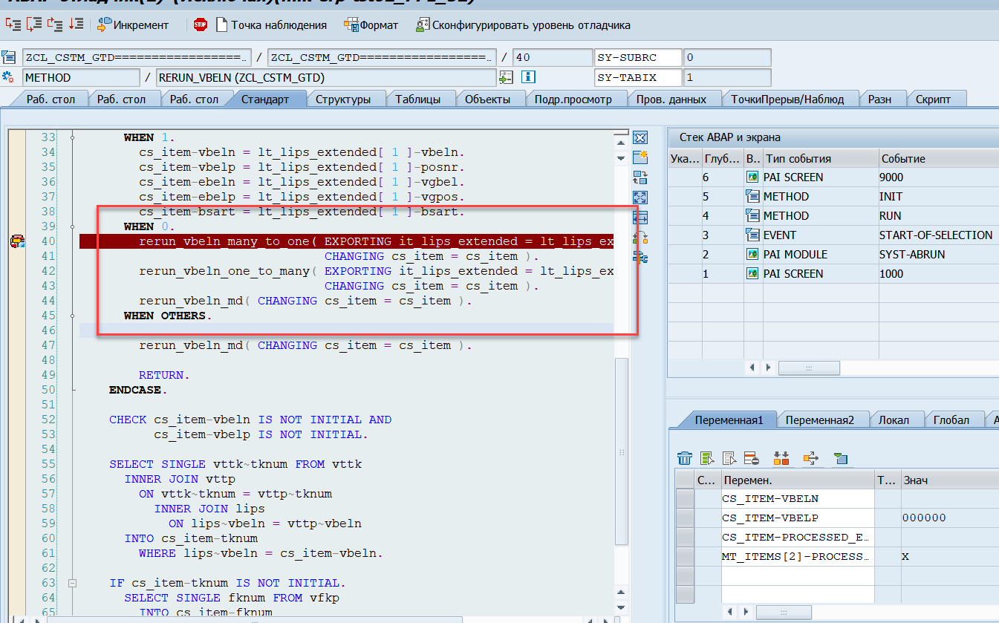 Инкремент Точка наблюдения Формат Сконфигурировать уровень отладчика
ZCL_CSTM_GTD=================... / ZCL_CSTM_GTD=================... / 40 SY-SUBRC 0
METHOD / RERUN_VBELN (ZCL_CSTM_GTD) SY-TABIX 1
Раб. стол Раб. стол Раб. стол Стандарт Структуры Таблицы Объекты Подр.просмотр Пров. данных ТочкиПрерыв/Наблюд Разн Скрипт
33 WHEN 1.
34 cs_item-vbeln = lt_lips_extended[ 1 ]-vbeln.
35 cs_item-vbelp = lt_lips_extended[ 1 ]-posnr.
36 cs_item-ebeln = lt_lips_extended[ 1 ]-vgbel.
37 cs_item-ebelp = lt_lips_extended[ 1 ]-vgpos.
38 cs_item-bsart = lt_lips_extended[ 1 ]-bsart.
39 WHEN 0.
40 rerun_vbeln_many_to_one( EXPORTING it_lips_extended = lt_lips_ex
41 CHANGING cs_item = cs_item ).
42 rerun_vbeln_one_to_many( EXPORTING it_lips_extended = lt_lips_ex
43 CHANGING cs_item = cs_item ).
44 rerun_vbeln_md( CHANGING cs_item = cs_item ).
45 WHEN OTHERS.
46
47 rerun_vbeln_md( CHANGING cs_item = cs_item ).
48
49 RETURN.
50 ENDCASE.
51
52 CHECK cs_item-vbeln IS NOT INITIAL AND
53 cs_item-vbelp IS NOT INITIAL.
54
55 SELECT SINGLE vttk~tknum FROM vttk
56 INNER JOIN vttp
57 ON vttk~tknum = vttp~tknum
58 INNER JOIN lips
59 ON lips~vbeln = vttp~vbeln
60 INTO cs_item-tknum
61 WHERE lips~vbeln = cs_item-vbeln.
62
63 IF cs_item-tknum IS NOT INITIAL.
64 SELECT SINGLE fknum FROM vfkp
65 INTO cs_item-fknum
Стек ABAP и экрана
Ука... Глуб... В.. Тип события Событие
6 PAI SCREEN 9000
5 METHOD INIT
4 METHOD RUN
3 EVENT START-OF-SELECTION
2 PAI MODULE SYST-ABRUN
1 PAI SCREEN 1000
Переменная1 Переменная2 Локал Глобал
С... Перемен. Т... Знач
CS_ITEM-VBELN
CS_ITEM-VBELP 000000
CS_ITEM-PROCESSED_E...
MT_ITEMS[2]-PROCESS... X